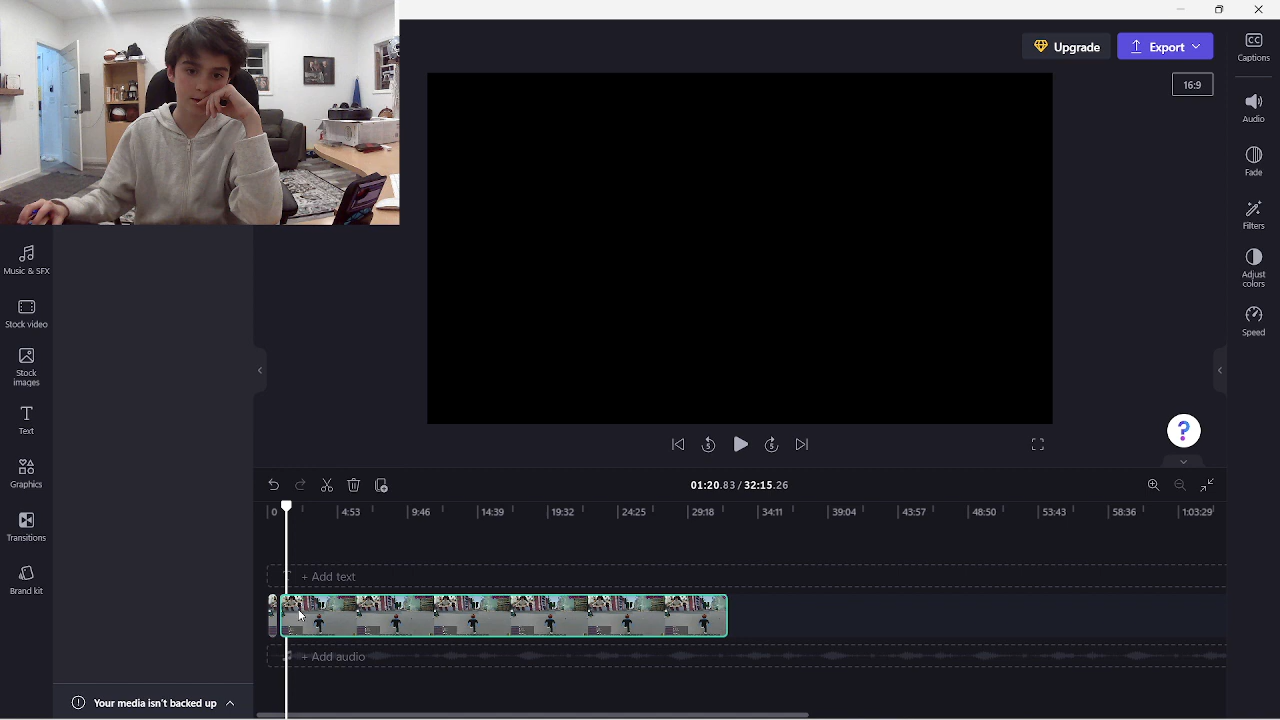 Upgrade
Export
16:9
Captions
Audio
Fade
Filters
Adjust
colors
Speed
Music & SFX
Stock video
Stock
images
Text
Graphics
Transitions
Brand kit
5
5
?
01:20.83 / 32:15.26
0 4:53 9:46 14:39 19:32 24:25 29:18 34:11 39:04 43:57 48:50 53:43 58:36 1:03:29
T + Add text
+ Add audio
Your media isn't backed up